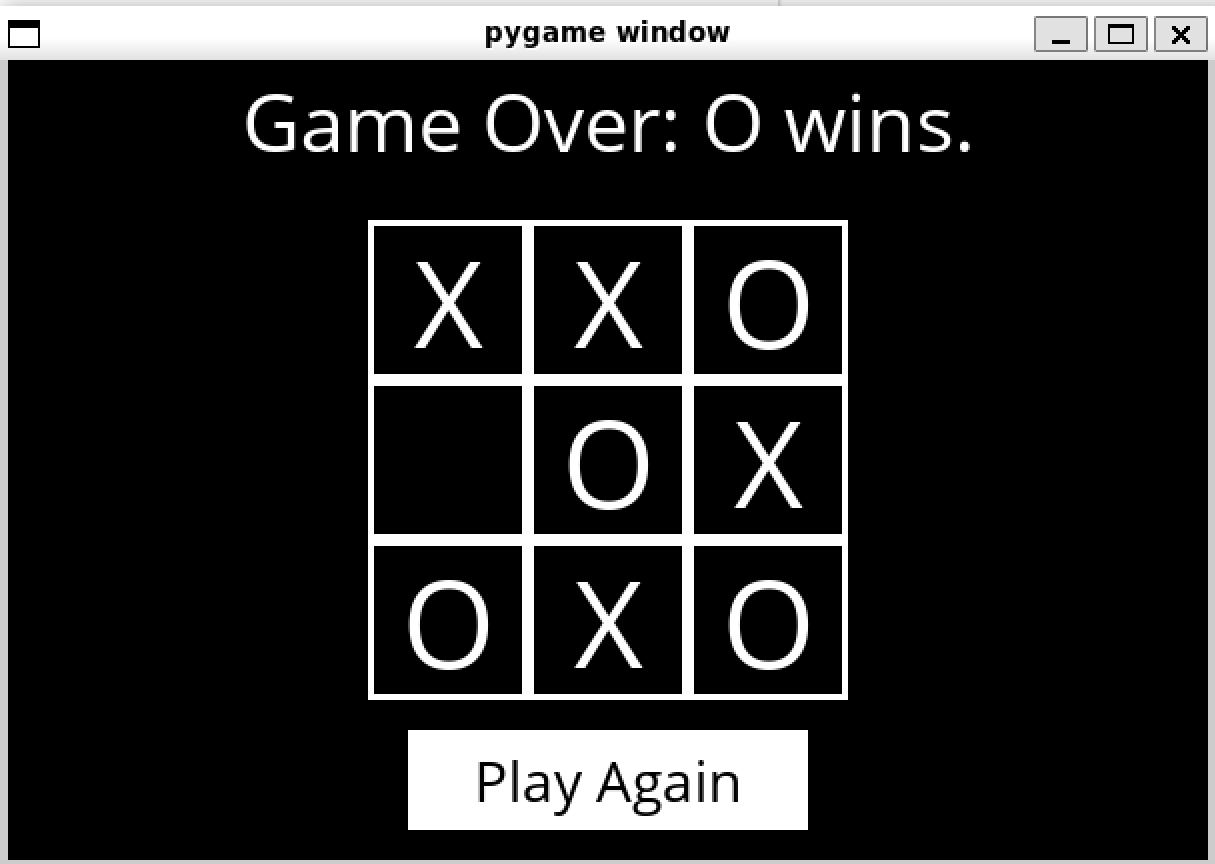 pygame window
Game Over: O wins.
X X O
O X
O X O
Play Again